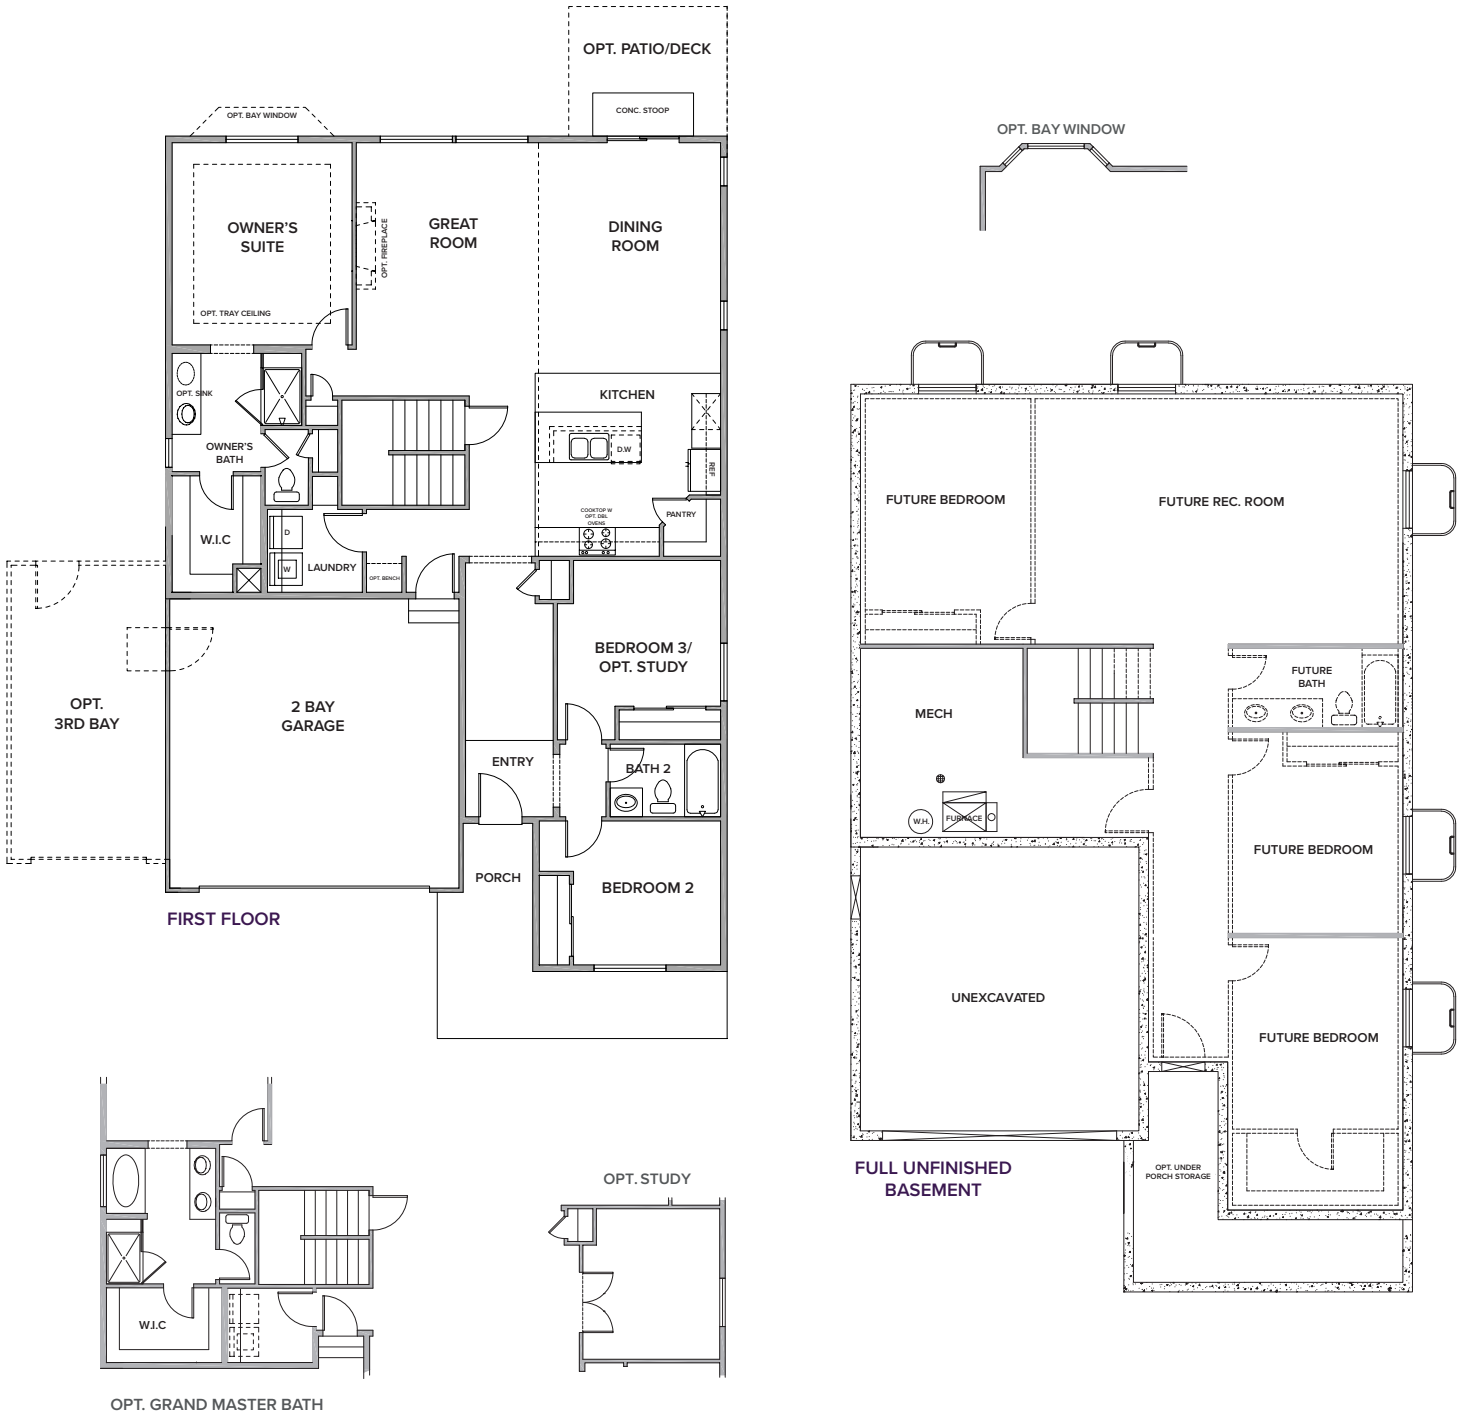 OPT. PATIO/DECK
CONC. STOOP
OPT. BAY WINDOW
OWNER'S
SUITE
OPT. TRAY CEILING
OPT. FIREPLACE
GREAT
ROOM
DINING
ROOM
OPT. SINK
OWNER'S
BATH
KITCHEN
D.W
REF
COOKTOP W
OPT. DBL
OVENS
PANTRY
W.I.C
D
W
LAUNDRY
OPT. BENCH
OPT.
3RD BAY
2 BAY
GARAGE
BEDROOM 3/
OPT. STUDY
ENTRY
BATH 2
PORCH
BEDROOM 2
FIRST FLOOR
OPT. BAY WINDOW
FUTURE BEDROOM
FUTURE REC. ROOM
MECH
FUTURE
BATH
W.H.
FURNACE
FUTURE BEDROOM
UNEXCAVATED
FUTURE BEDROOM
OPT. UNDER
PORCH STORAGE
FULL UNFINISHED
BASEMENT
W.I.C
OPT. GRAND MASTER BATH
OPT. STUDY